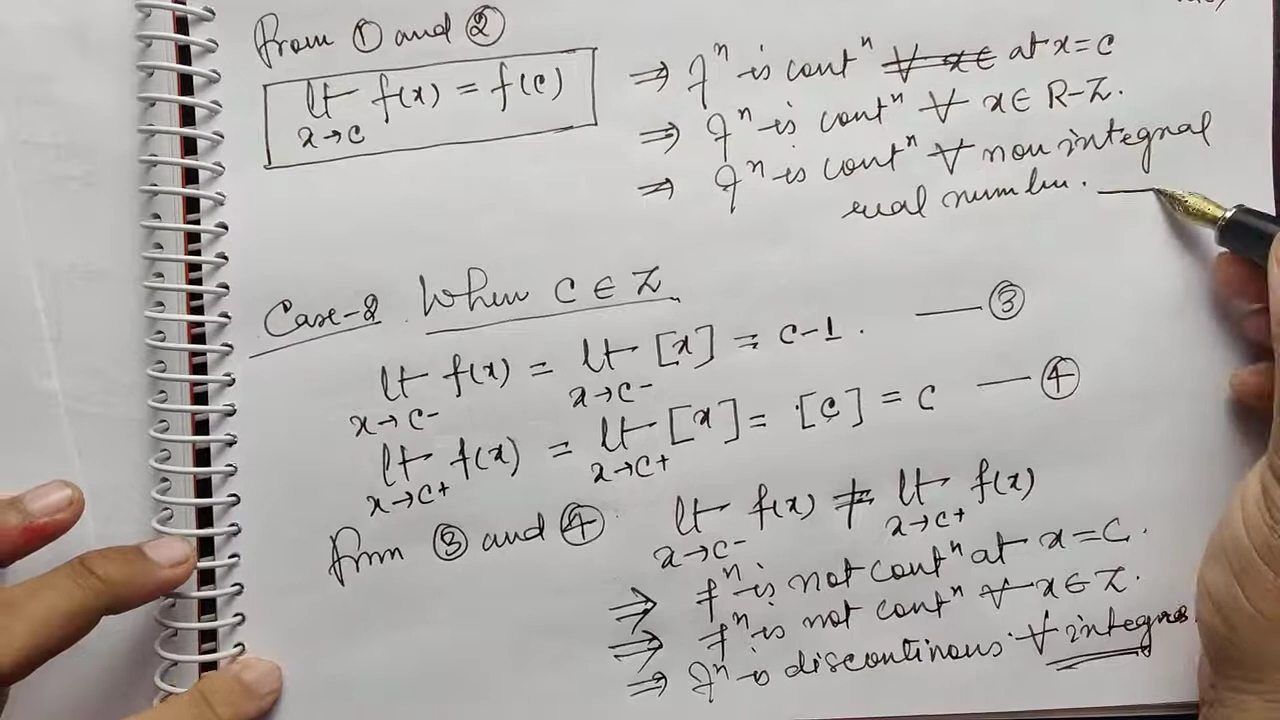 From ① and ②
lt f(x) = f(c)
x→c
⇒ fⁿ is contⁿ ∀ x∈ at x=c
⇒ fⁿ is contⁿ ∀ x∈ R-Z.
⇒ fⁿ is contⁿ ∀ non integral
real number.
Case-2 When c ∈ Z
lt f(x) = lt [x] = c-1. — ③
x→c- x→c-
lt f(x) = lt [x] = [c] = c — ④
x→c+ x→c+
from ③ and ④ lt f(x) ≠ lt f(x)
x→c- x→c+
⇒ fⁿ is not contⁿ at x=c.
⇒ fⁿ is not contⁿ ∀ x∈Z.
⇒ fⁿ is discontinous ∀ integers